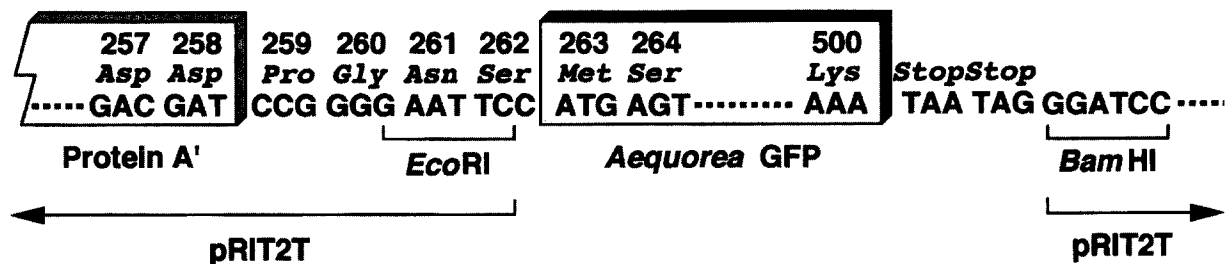 257 258 259 260 261 262 263 264 500
Asp Asp Pro Gly Asn Ser Met Ser Lys StopStop
GAC GAT CCG GGG AAT TCC ATG AGT AAA TAA TAG GGATCC
Protein A' EcoRI Aequorea GFP BamHI
pRIT2T pRIT2T